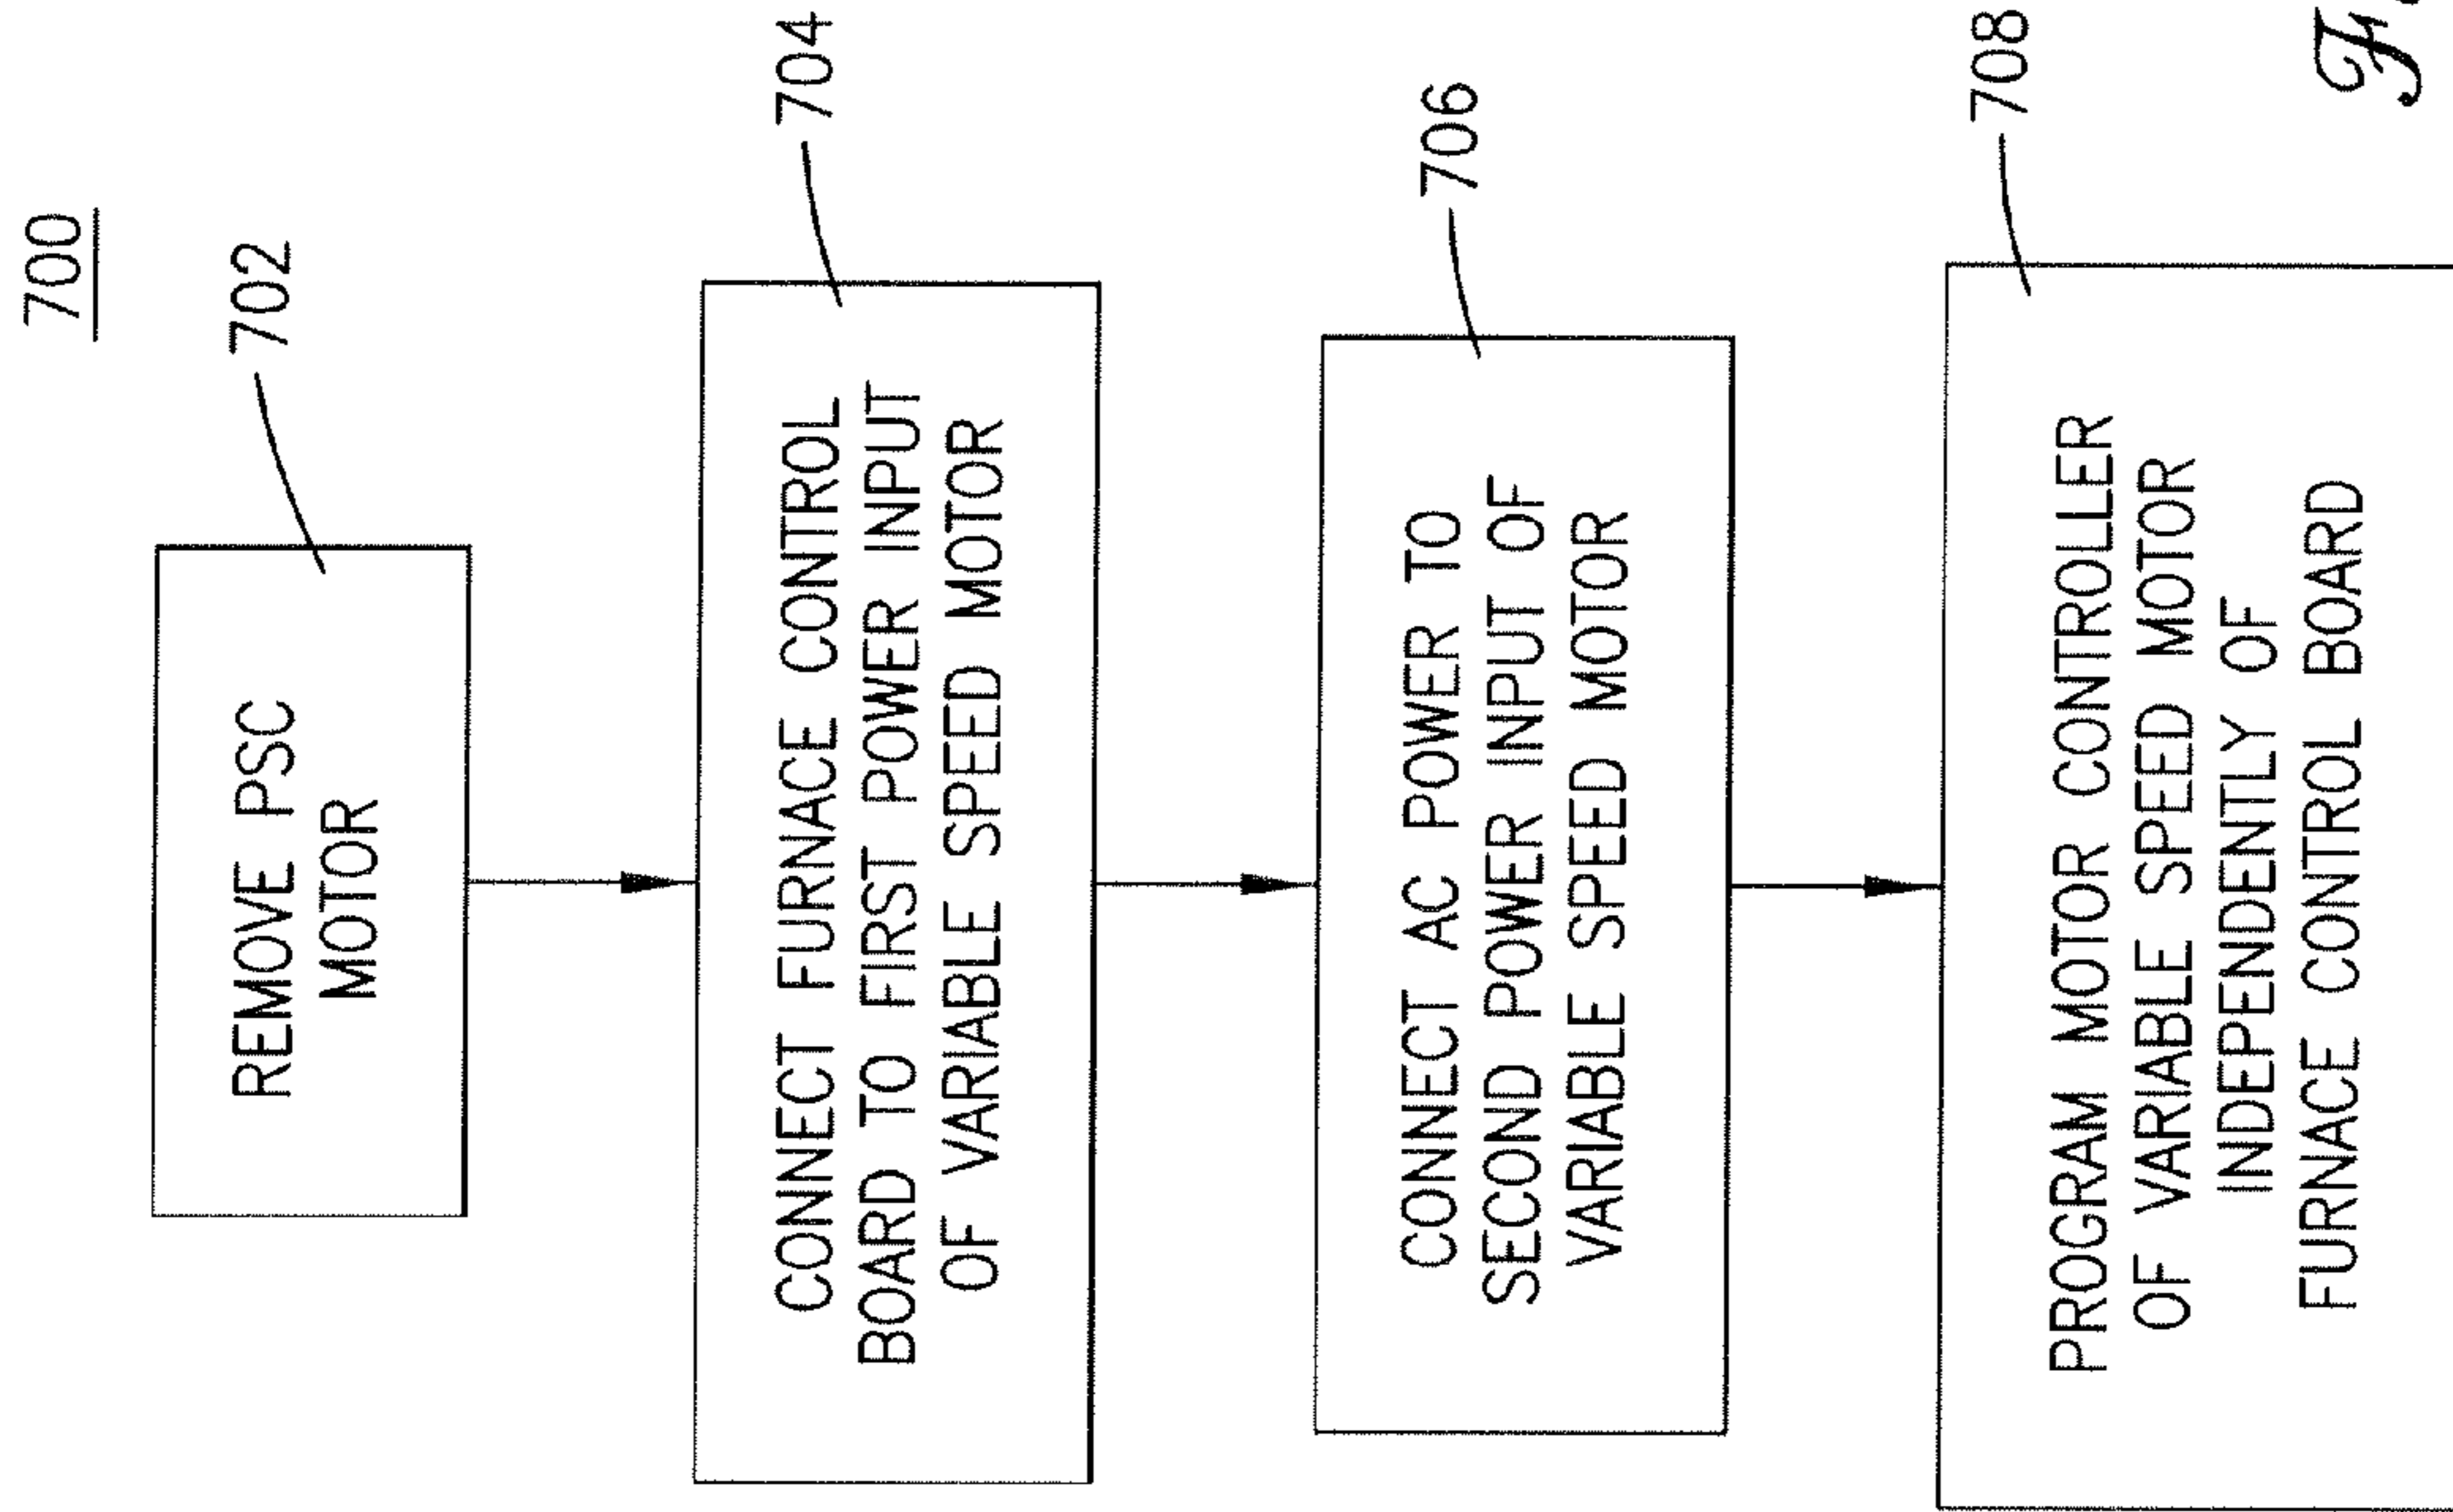 700
702
REMOVE PSC
MOTOR
704
CONNECT FURNACE CONTROL
BOARD TO FIRST POWER INPUT
OF VARIABLE SPEED MOTOR
706
CONNECT AC POWER TO
SECOND POWER INPUT OF
VARIABLE SPEED MOTOR
708
PROGRAM MOTOR CONTROLLER
OF VARIABLE SPEED MOTOR
INDEPENDENTLY OF
FURNACE CONTROL BOARD